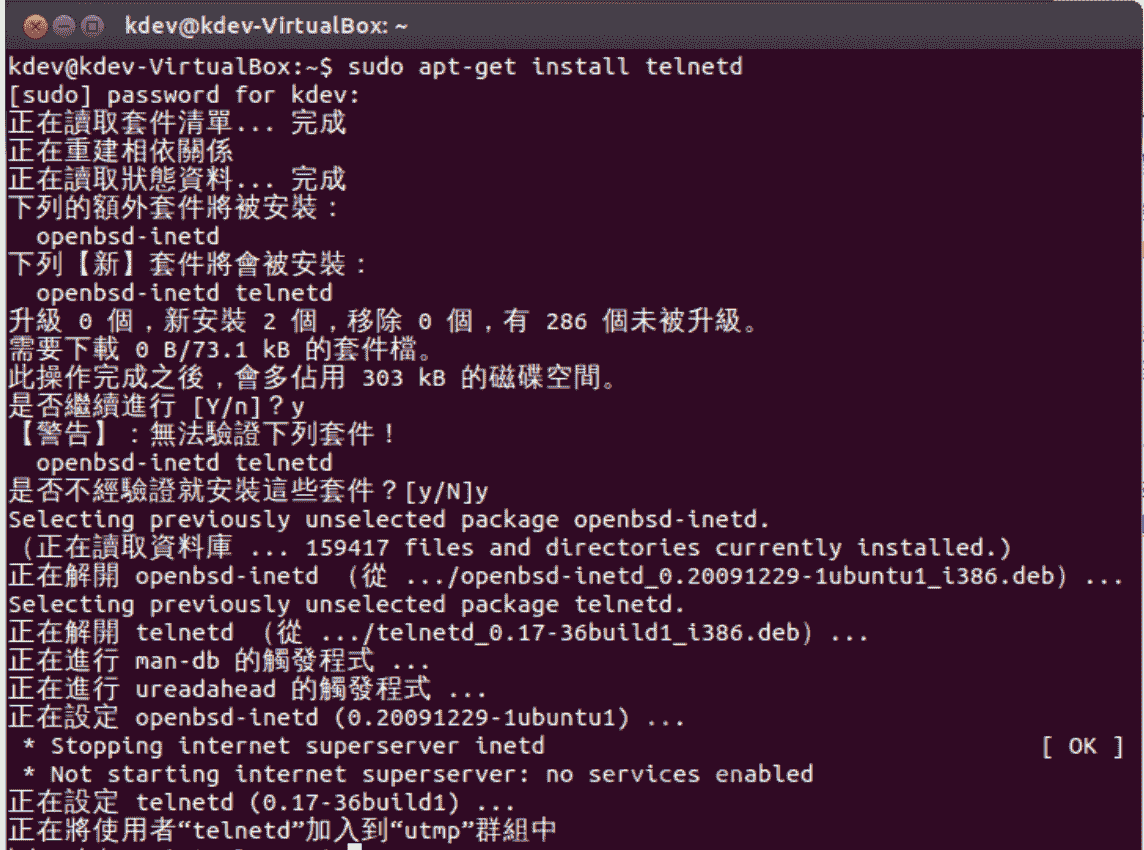 kdev@kdev-VirtualBox: ~
kdev@kdev-VirtualBox:~$ sudo apt-get install telnetd
[sudo] password for kdev:
正在讀取套件清單... 完成
正在重建相依關係
正在讀取狀態資料... 完成
下列的額外套件將被安裝：
  openbsd-inetd
下列【新】套件將會被安裝：
  openbsd-inetd telnetd
升級 0 個，新安裝 2 個，移除 0 個，有 286 個未被升級。
需要下載 0 B/73.1 kB 的套件檔。
此操作完成之後，會多佔用 303 kB 的磁碟空間。
是否繼續進行 [Y/n]？y
【警告】：無法驗證下列套件！
  openbsd-inetd telnetd
是否不經驗證就安裝這些套件？[y/N]y
Selecting previously unselected package openbsd-inetd.
（正在讀取資料庫 ... 159417 files and directories currently installed.）
正在解開 openbsd-inetd （從 .../openbsd-inetd_0.20091229-1ubuntu1_i386.deb）...
Selecting previously unselected package telnetd.
正在解開 telnetd （從 .../telnetd_0.17-36build1_i386.deb）...
正在進行 man-db 的觸發程式 ...
正在進行 ureadahead 的觸發程式 ...
正在設定 openbsd-inetd (0.20091229-1ubuntu1) ...
 * Stopping internet superserver inetd [ OK ]
 * Not starting internet superserver: no services enabled
正在設定 telnetd (0.17-36build1) ...
正在將使用者“telnetd”加入到“utmp”群組中